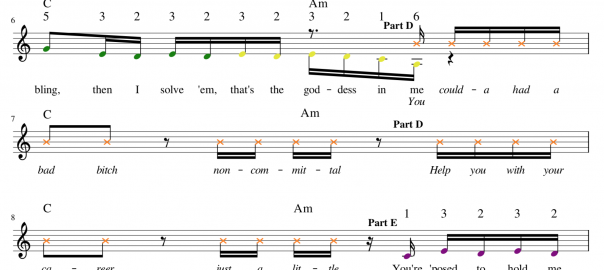 C Am
5 3 2 3 2 3 2 3 2 1 6
Part D
6
bling, then I solve 'em, that's the god - dess in me could - a had a
You
C Am
7
Part D
bad bitch non - com - mit - tal Help you with your
C Am
8
Part E
1 3 2 3 2
ca - reer just a lit - tle You're 'posed to hold me